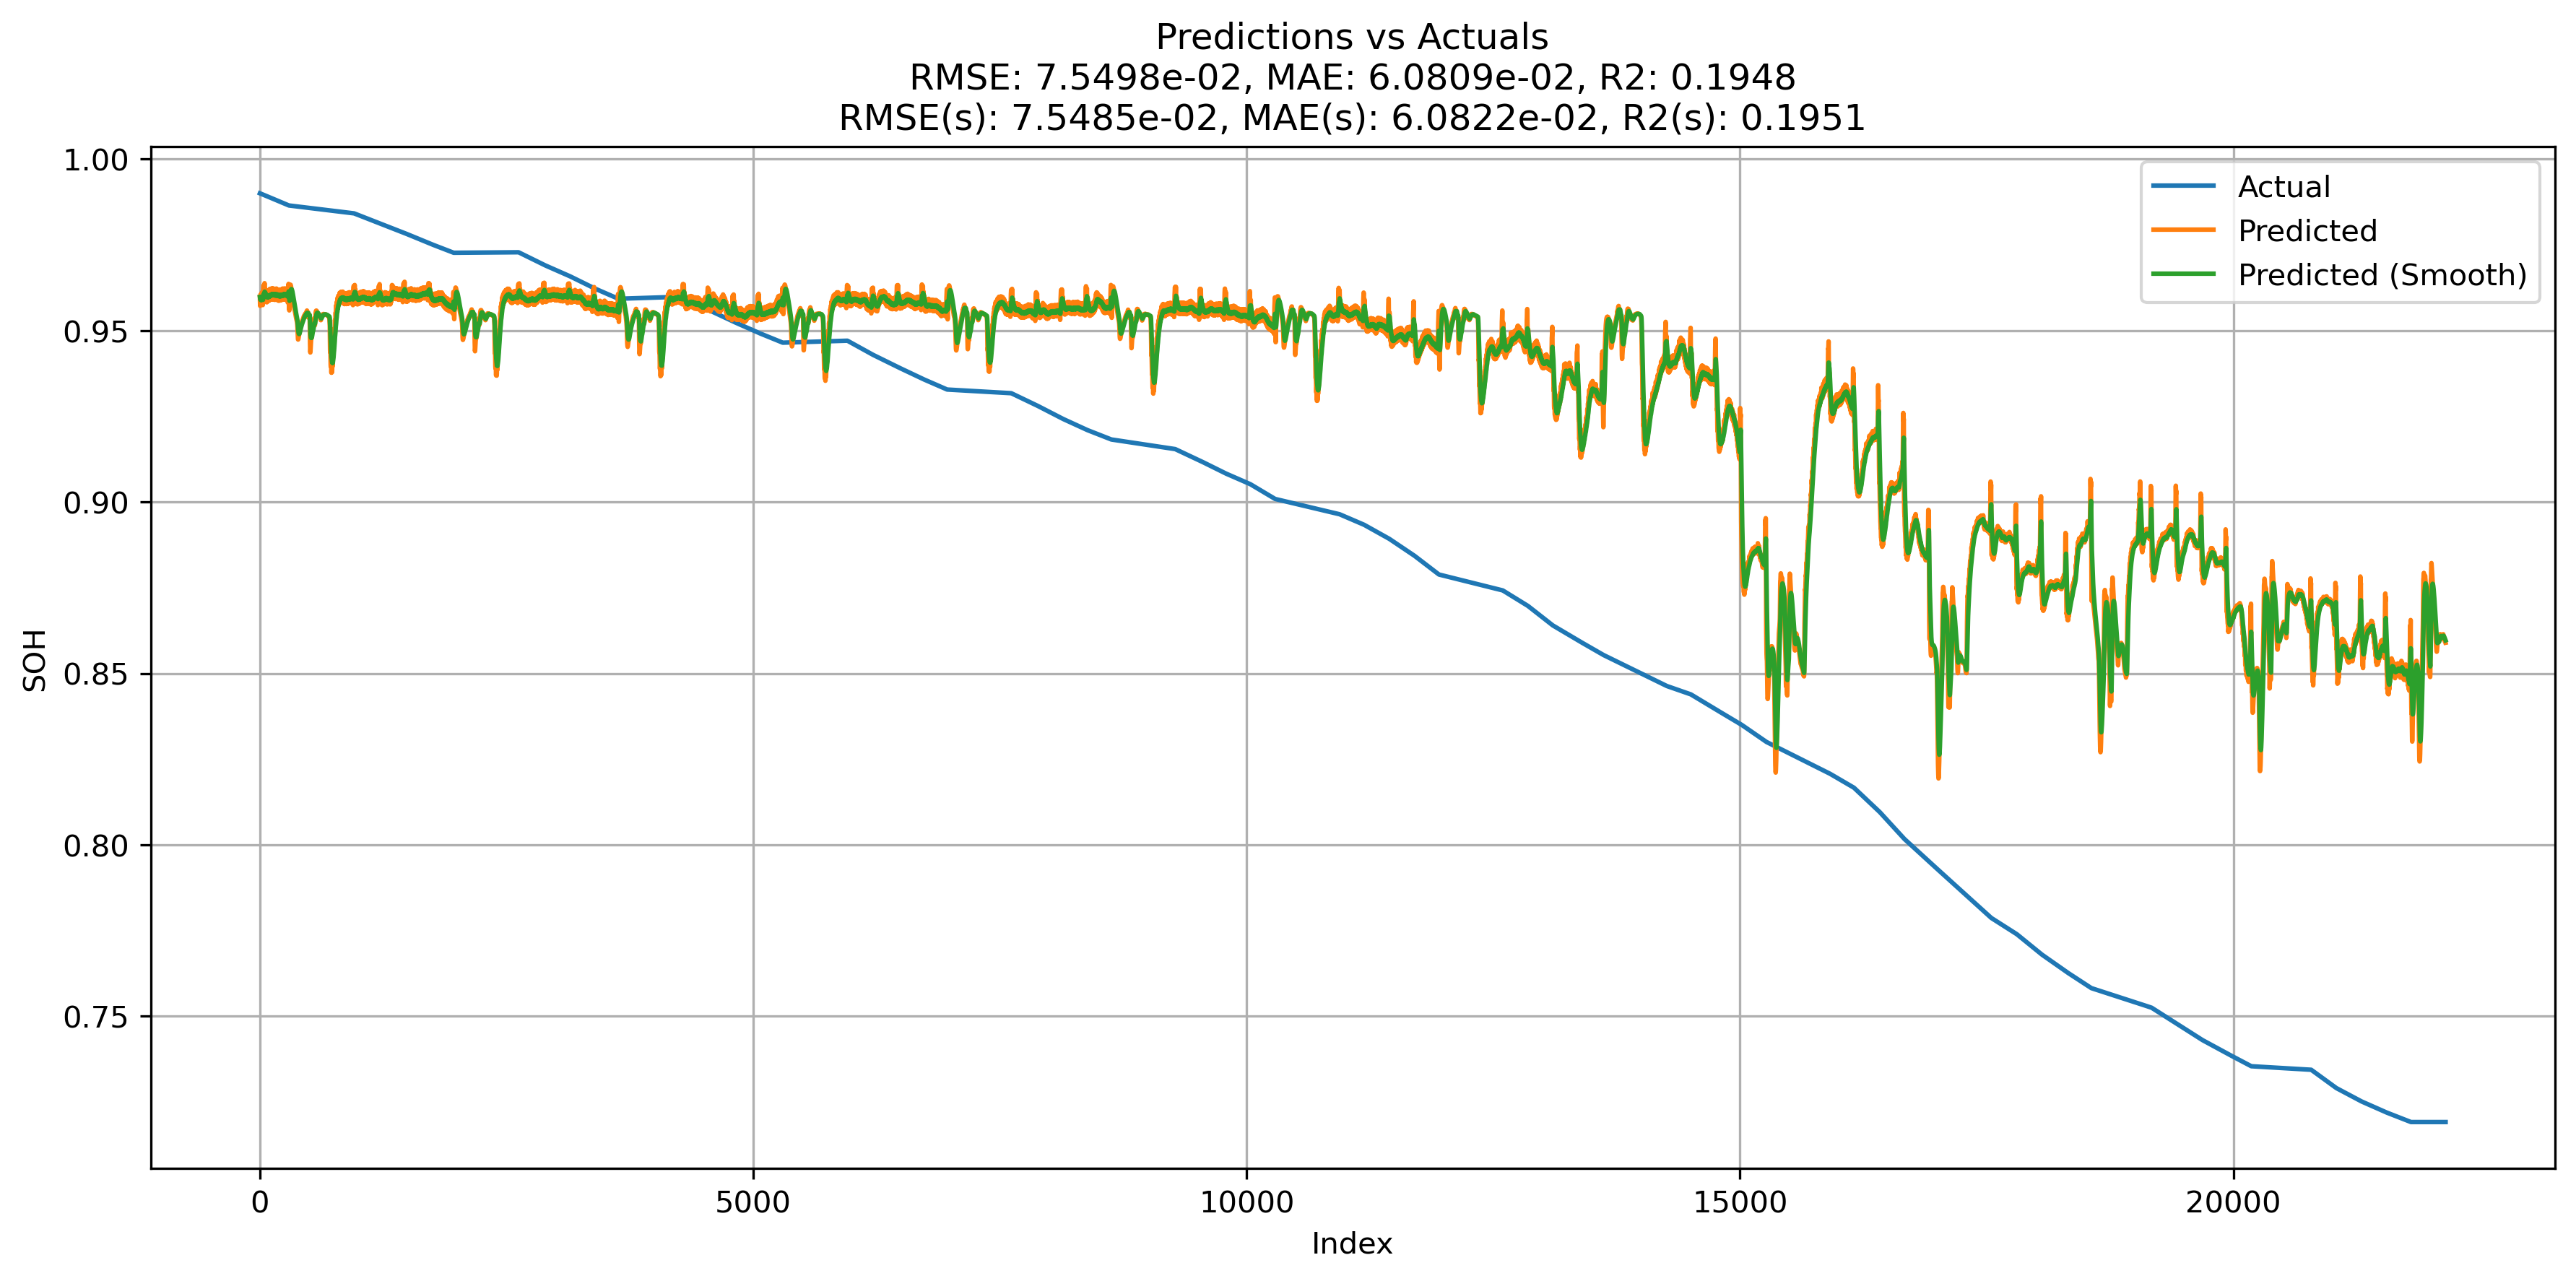 Predictions vs Actuals
RMSE: 7.5498e-02, MAE: 6.0809e-02, R2: 0.1948
RMSE(s): 7.5485e-02, MAE(s): 6.0822e-02, R2(s): 0.1951
1.00
0.95
0.90
0.85
0.80
0.75
SOH
Actual
Predicted
Predicted (Smooth)
0
5000
10000
15000
20000
Index